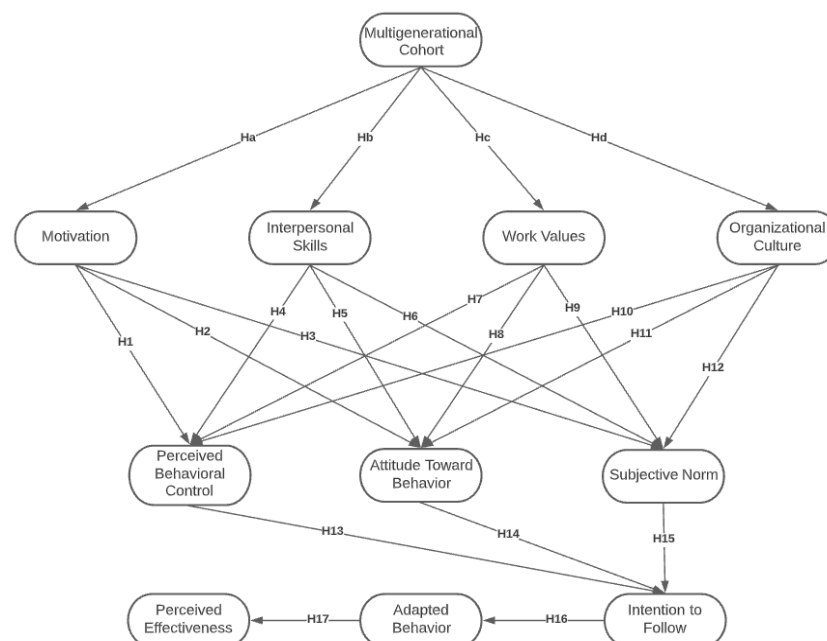 Multigenerational
Cohort
Ha
Hb
Hc
Hd
Motivation
Interpersonal
Skills
Work Values
Organizational
Culture
H1
H2
H3
H4
H5
H6
H7
H8
H9
H10
H11
H12
Perceived
Behavioral
Control
Attitude Toward
Behavior
Subjective Norm
H13
H14
H15
Perceived
Effectiveness
H17
Adapted
Behavior
H16
Intention to
Follow